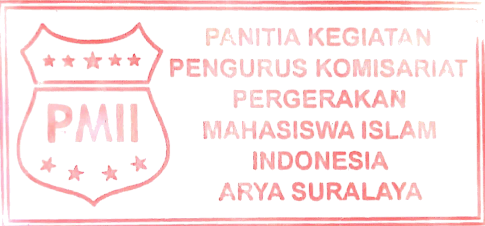 PMII
PANITIA KEGIATAN
PENGURUS KOMISARIAT
PERGERAKAN
MAHASISWA ISLAM
INDONESIA
ARYA SURALAYA